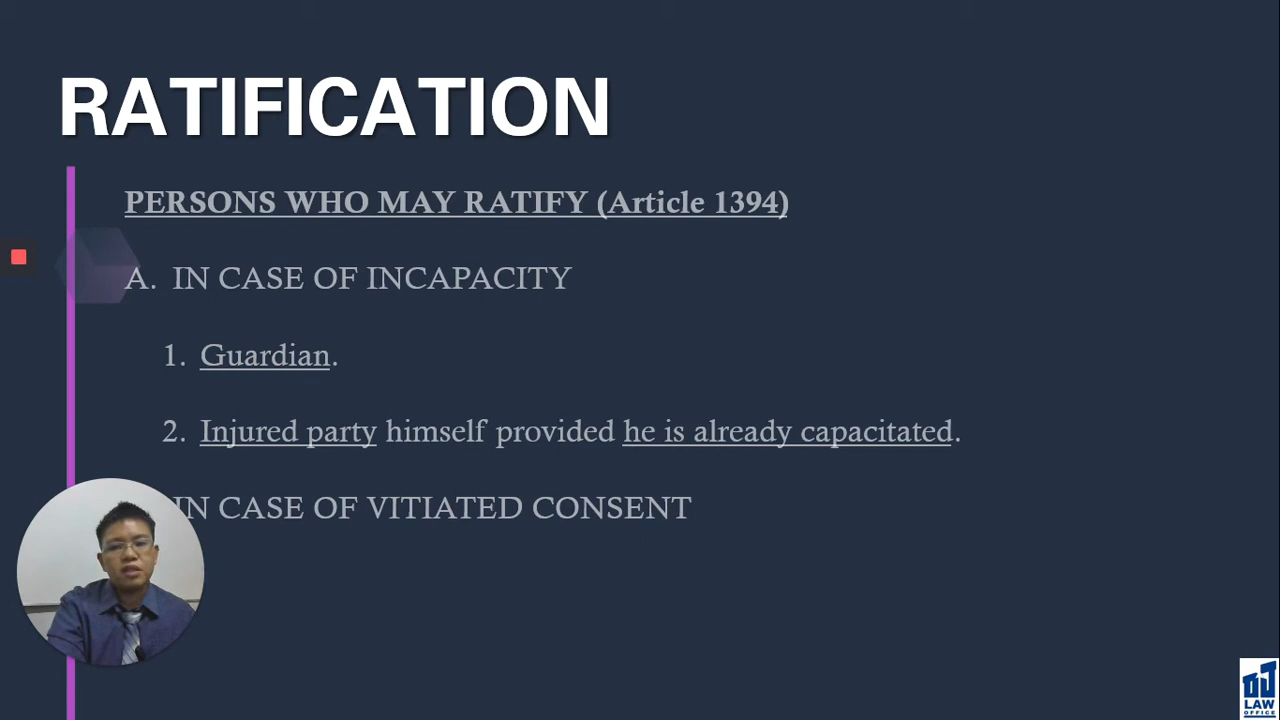 RATIFICATION
PERSONS WHO MAY RATIFY (Article 1394)
A. IN CASE OF INCAPACITY
1. Guardian.
2. Injured party himself provided he is already capacitated.
IN CASE OF VITIATED CONSENT
LAW
OFFICE